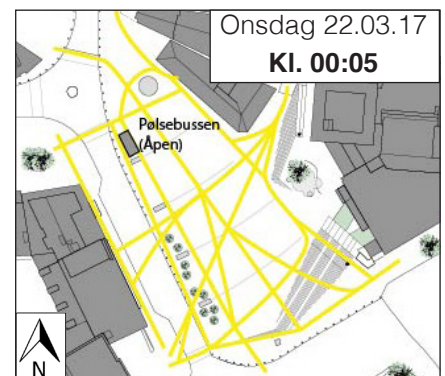 Onsdag 22.03.17
Kl. 00:05
Pølsebussen
(Åpen)
N